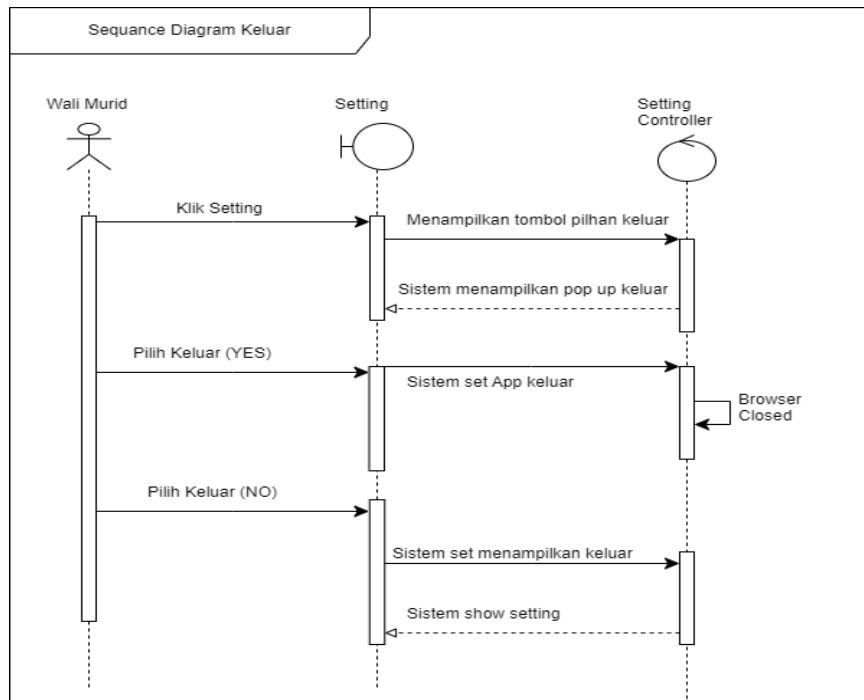 Sequance Diagram Keluar
Wali Murid
Setting
Setting
Controller
Klik Setting
Menampilkan tombol pilhan keluar
Sistem menampilkan pop up keluar
Pilih Keluar (YES)
Sistem set App keluar
Browser
Closed
Pilih Keluar (NO)
Sistem set menampilkan keluar
Sistem show setting